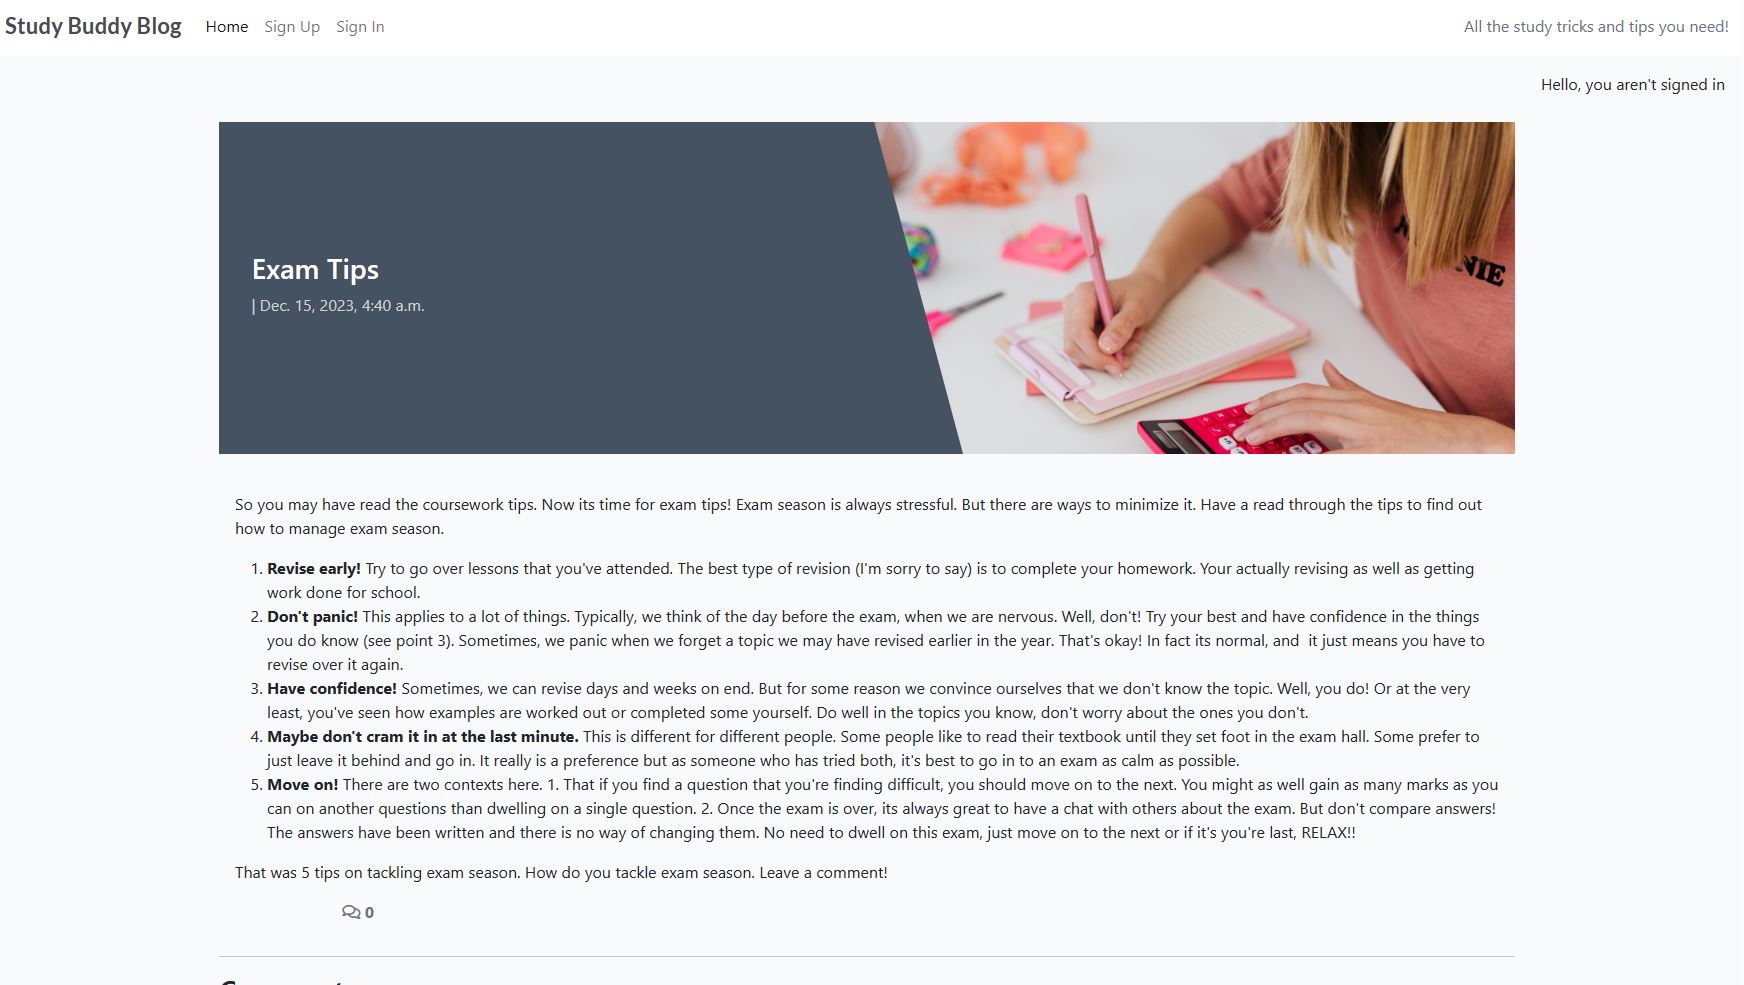 Study Buddy Blog Home Sign Up Sign In All the study tricks and tips you need!
Hello, you aren't signed in
Exam Tips
| Dec. 15, 2023, 4:40 a.m.
So you may have read the coursework tips. Now its time for exam tips! Exam season is always stressful. But there are ways to minimize it. Have a read through the tips to find out
how to manage exam season.
1. Revise early! Try to go over lessons that you've attended. The best type of revision (I'm sorry to say) is to complete your homework. Your actually revising as well as getting
work done for school.
2. Don't panic! This applies to a lot of things. Typically, we think of the day before the exam, when we are nervous. Well, don't! Try your best and have confidence in the things
you do know (see point 3). Sometimes, we panic when we forget a topic we may have revised earlier in the year. That's okay! In fact its normal, and  it just means you have to
revise over it again.
3. Have confidence! Sometimes, we can revise days and weeks on end. But for some reason we convince ourselves that we don't know the topic. Well, you do! Or at the very
least, you've seen how examples are worked out or completed some yourself. Do well in the topics you know, don't worry about the ones you don't.
4. Maybe don't cram it in at the last minute. This is different for different people. Some people like to read their textbook until they set foot in the exam hall. Some prefer to
just leave it behind and go in. It really is a preference but as someone who has tried both, it's best to go in to an exam as calm as possible.
5. Move on! There are two contexts here. 1. That if you find a question that you're finding difficult, you should move on to the next. You might as well gain as many marks as you
can on another questions than dwelling on a single question. 2. Once the exam is over, its always great to have a chat with others about the exam. But don't compare answers!
The answers have been written and there is no way of changing them. No need to dwell on this exam, just move on to the next or if it's you're last, RELAX!!
That was 5 tips on tackling exam season. How do you tackle exam season. Leave a comment!
0